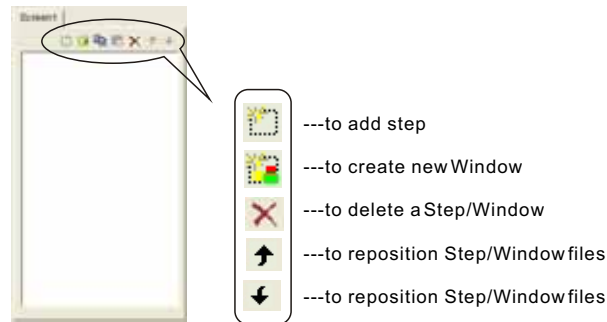 Screen1
---to add step
---to create new Window
---to delete a Step/Window
---to reposition Step/Window files
---to reposition Step/Window files